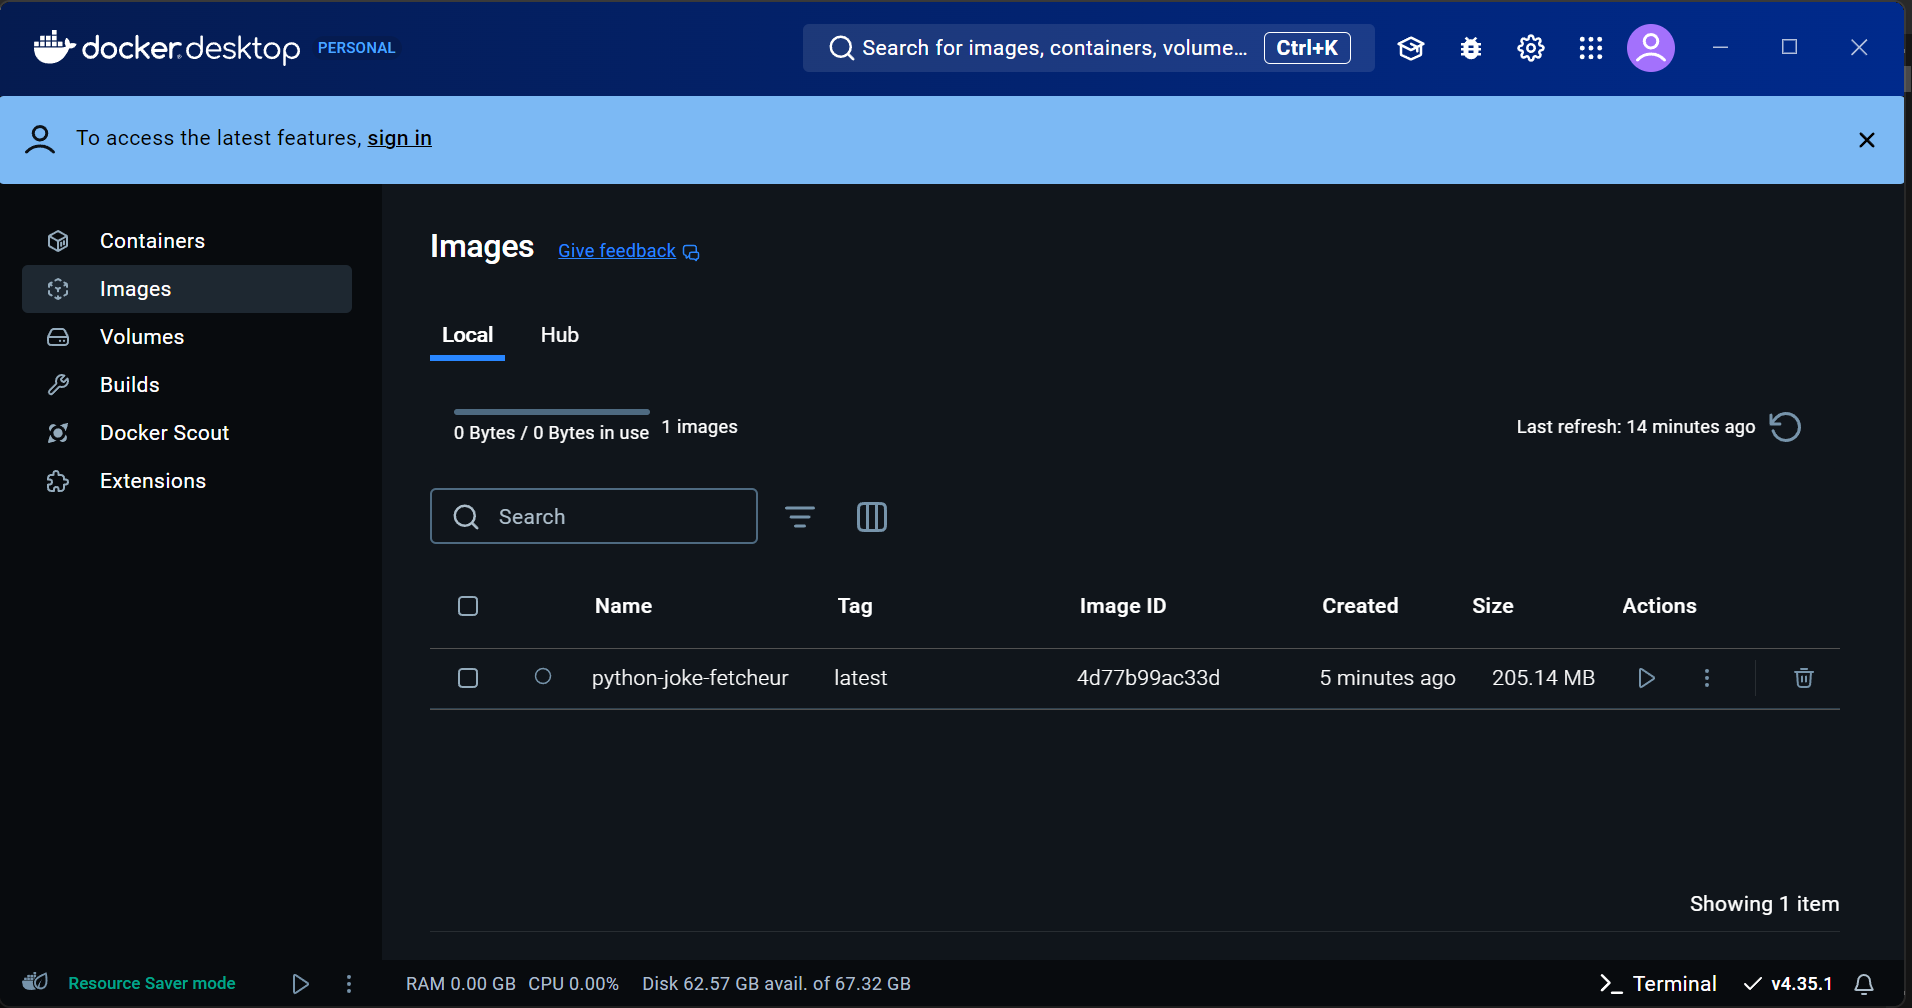 docker.desktop PERSONAL
Search for images, containers, volume... Ctrl+K
To access the latest features, sign in
Containers
Images
Volumes
Builds
Docker Scout
Extensions
Images Give feedback
Local Hub
0 Bytes / 0 Bytes in use 1 images
Last refresh: 14 minutes ago
Search
Name Tag Image ID Created Size Actions
python-joke-fetcheur latest 4d77b99ac33d 5 minutes ago 205.14 MB
Showing 1 item
Resource Saver mode RAM 0.00 GB CPU 0.00% Disk 62.57 GB avail. of 67.32 GB Terminal v4.35.1